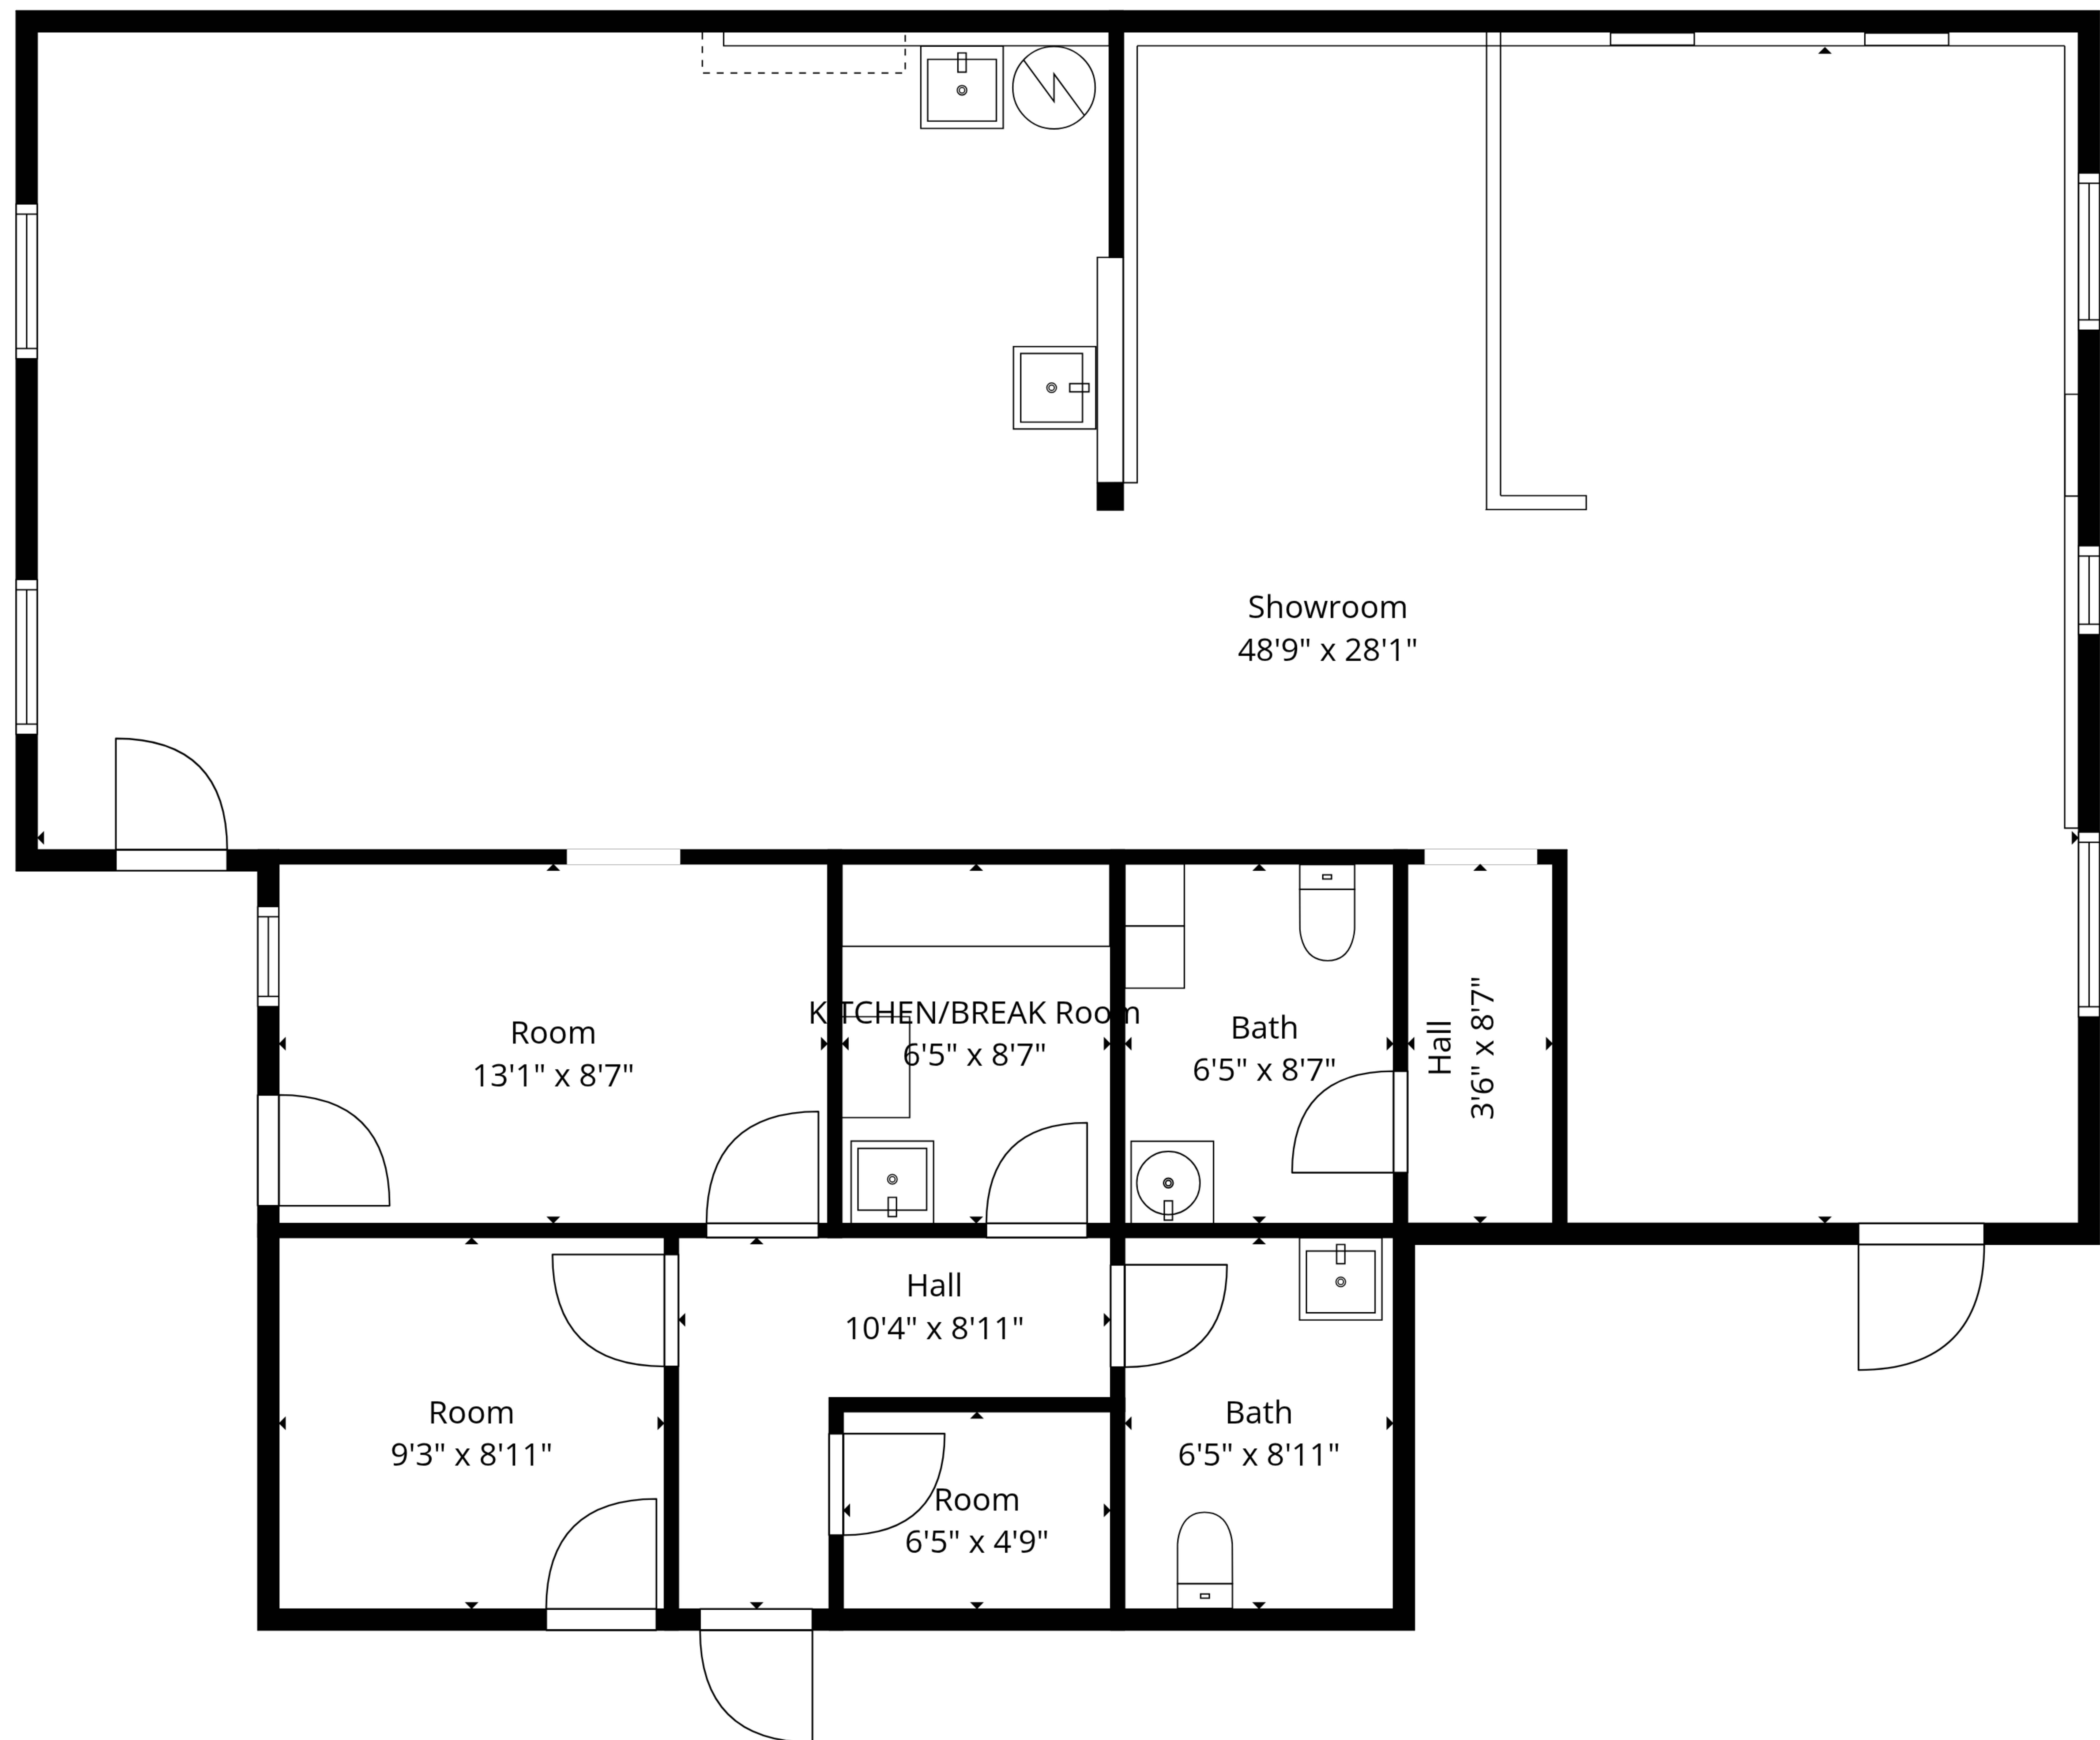 Showroom
48'9" x 28'1"
Room
13'1" x 8'7"
KITCHEN/BREAK Room
6'5" x 8'7"
Bath
6'5" x 8'7"
Hall
3'6" x 8'7"
Hall
10'4" x 8'11"
Room
9'3" x 8'11"
Bath
6'5" x 8'11"
Room
6'5" x 4'9"